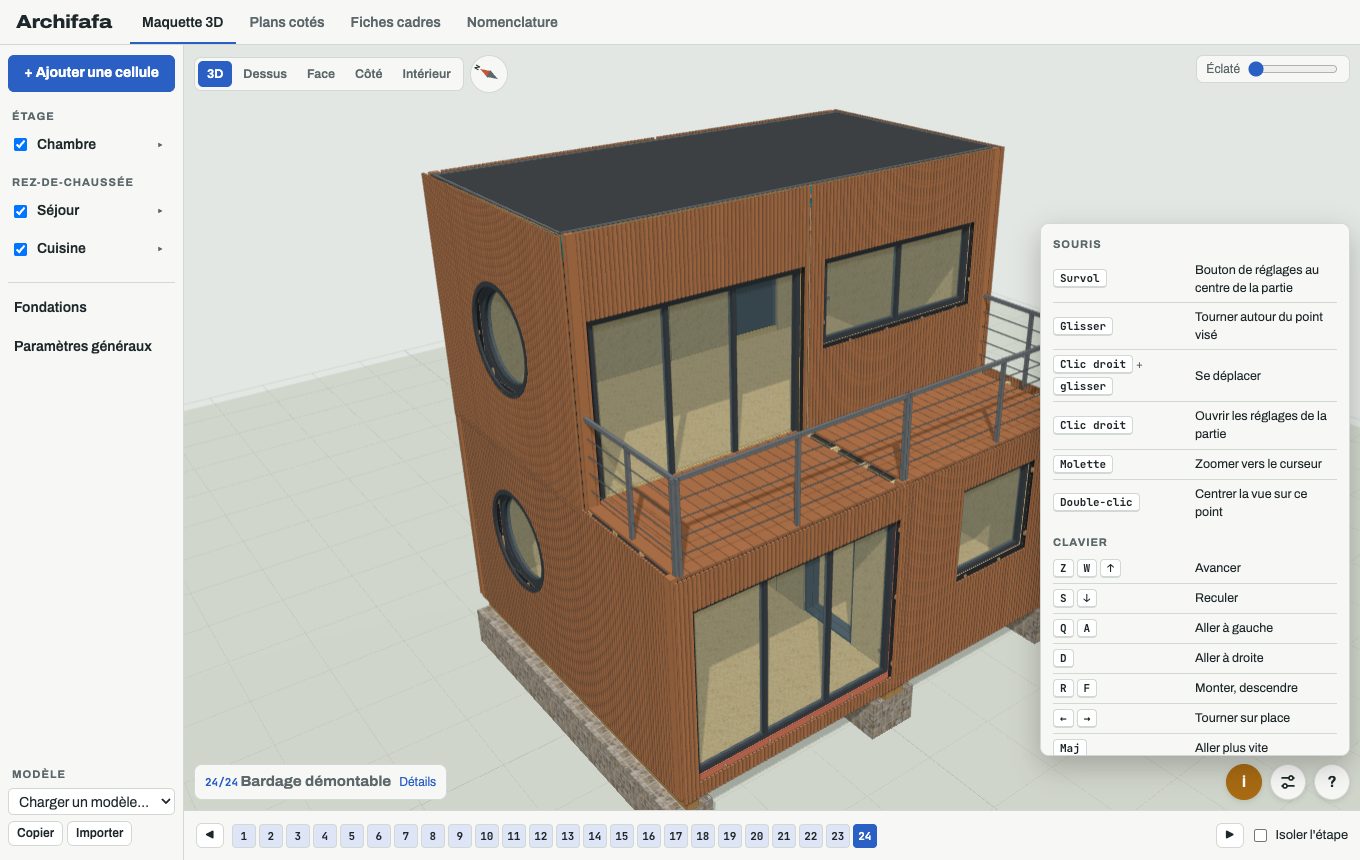 Archifafa
Maquette 3D
Plans cotés
Fiches cadres
Nomenclature
+ Ajouter une cellule
ÉTAGE
Chambre
REZ-DE-CHAUSSÉE
Séjour
Cuisine
Fondations
Paramètres généraux
MODÈLE
Charger un modèle...
Copier
Importer
3D
Dessus
Face
Côté
Intérieur
Éclaté
SOURIS
Survol
Bouton de réglages au
centre de la partie
Glisser
Tourner autour du point
visé
Clic droit +
glisser
Se déplacer
Clic droit
Ouvrir les réglages de la
partie
Molette
Zoomer vers le curseur
Double-clic
Centrer la vue sur ce
point
CLAVIER
Z W ↑
Avancer
S ↓
Reculer
Q A
Aller à gauche
D
Aller à droite
R F
Monter, descendre
← →
Tourner sur place
Maj
Aller plus vite
i
?
24/24 Bardage démontable Détails
◀ 1 2 3 4 5 6 7 8 9 10 11 12 13 14 15 16 17 18 19 20 21 22 23 24 ▶
Isoler l'étape